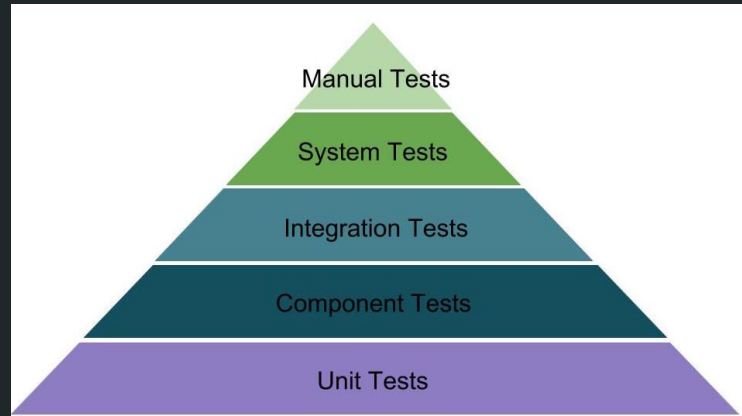 Manual Tests
System Tests
Integration Tests
Component Tests
Unit Tests